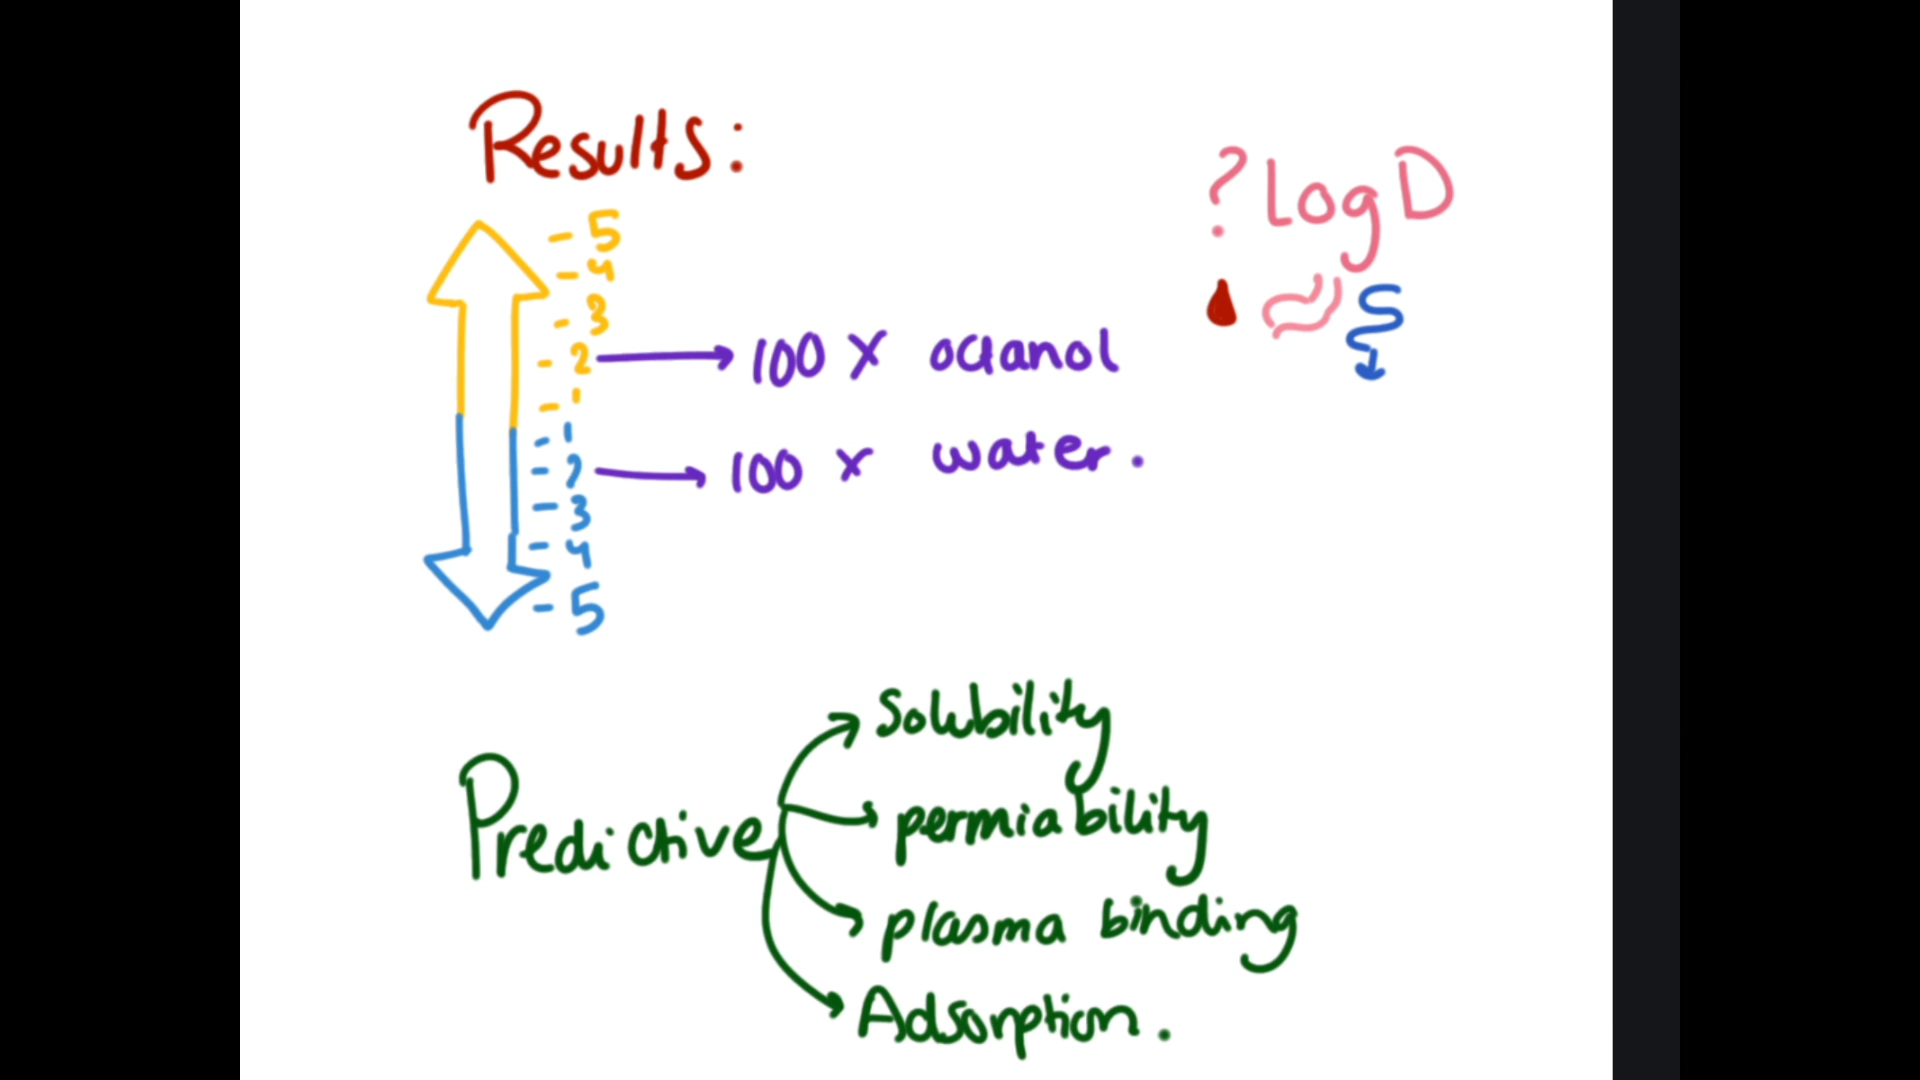 Results:
? log D
- 5
- 4
- 3
- 2 → 100 x octanol
- 1
- 1
- 2 → 100 x water.
- 3
- 4
- 5
Predictive
solubility
permiability
plasma binding
Adsorption.